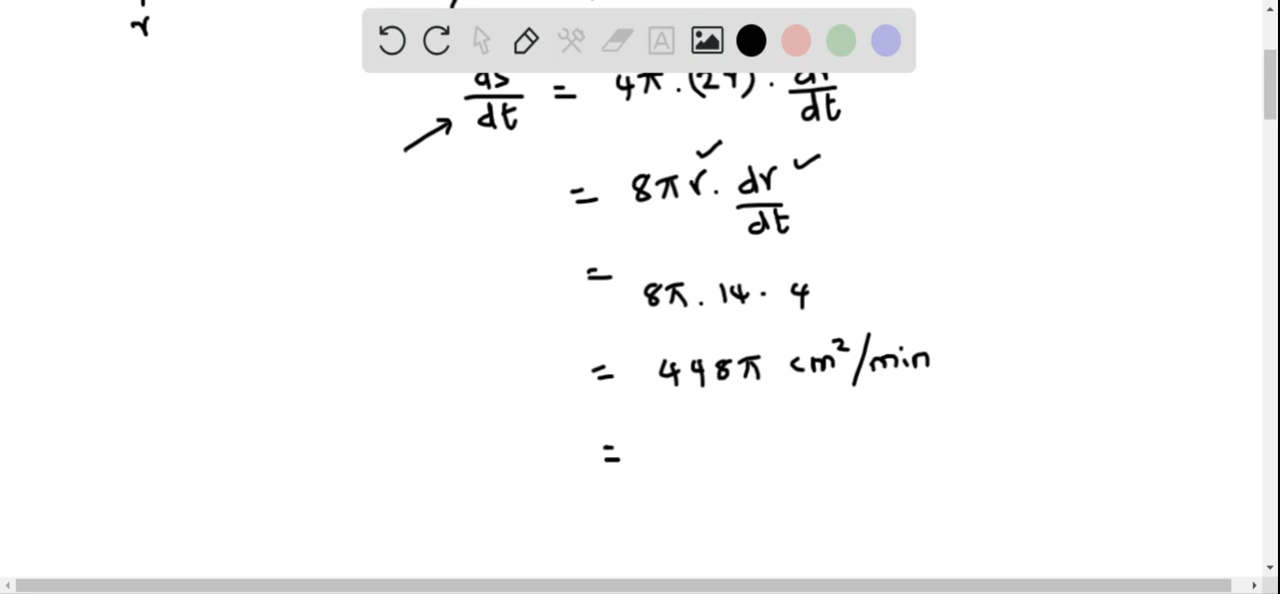 r
ds/dt = 4π.(2r).dr/dt
= 8πr. dr/dt
= 8π. 14. 4
= 448π cm²/min
=